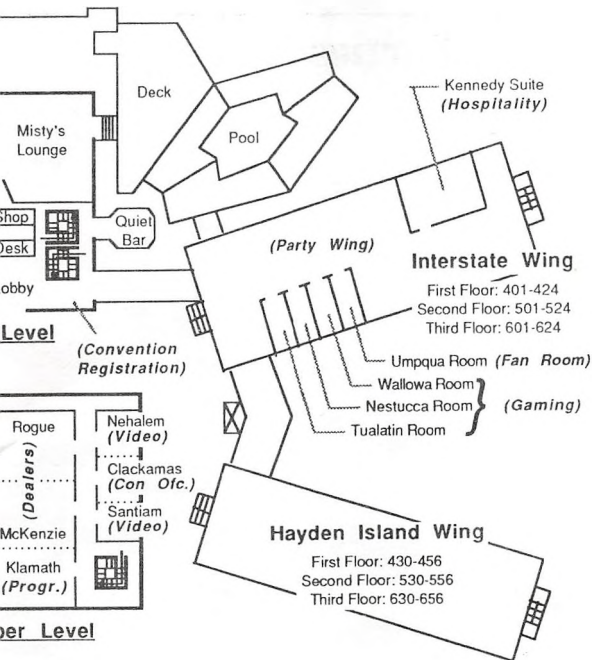 Deck
Kennedy Suite
(Hospitality)
Misty's
Lounge
Pool
Shop
Desk
Quiet
Bar
(Party Wing)
Interstate Wing
First Floor: 401-424
Second Floor: 501-524
Third Floor: 601-624
Level
(Convention
Registration)
Umpqua Room (Fan Room)
Wallowa Room
Nestucca Room
(Gaming)
Tualatin Room
Rogue
(Dealers)
McKenzie
Klamath
(Progr.)
Nehalem
(Video)
Clackamas
(Con Ofc.)
Santiam
(Video)
Hayden Island Wing
First Floor: 430-456
Second Floor: 530-556
Third Floor: 630-656
Level